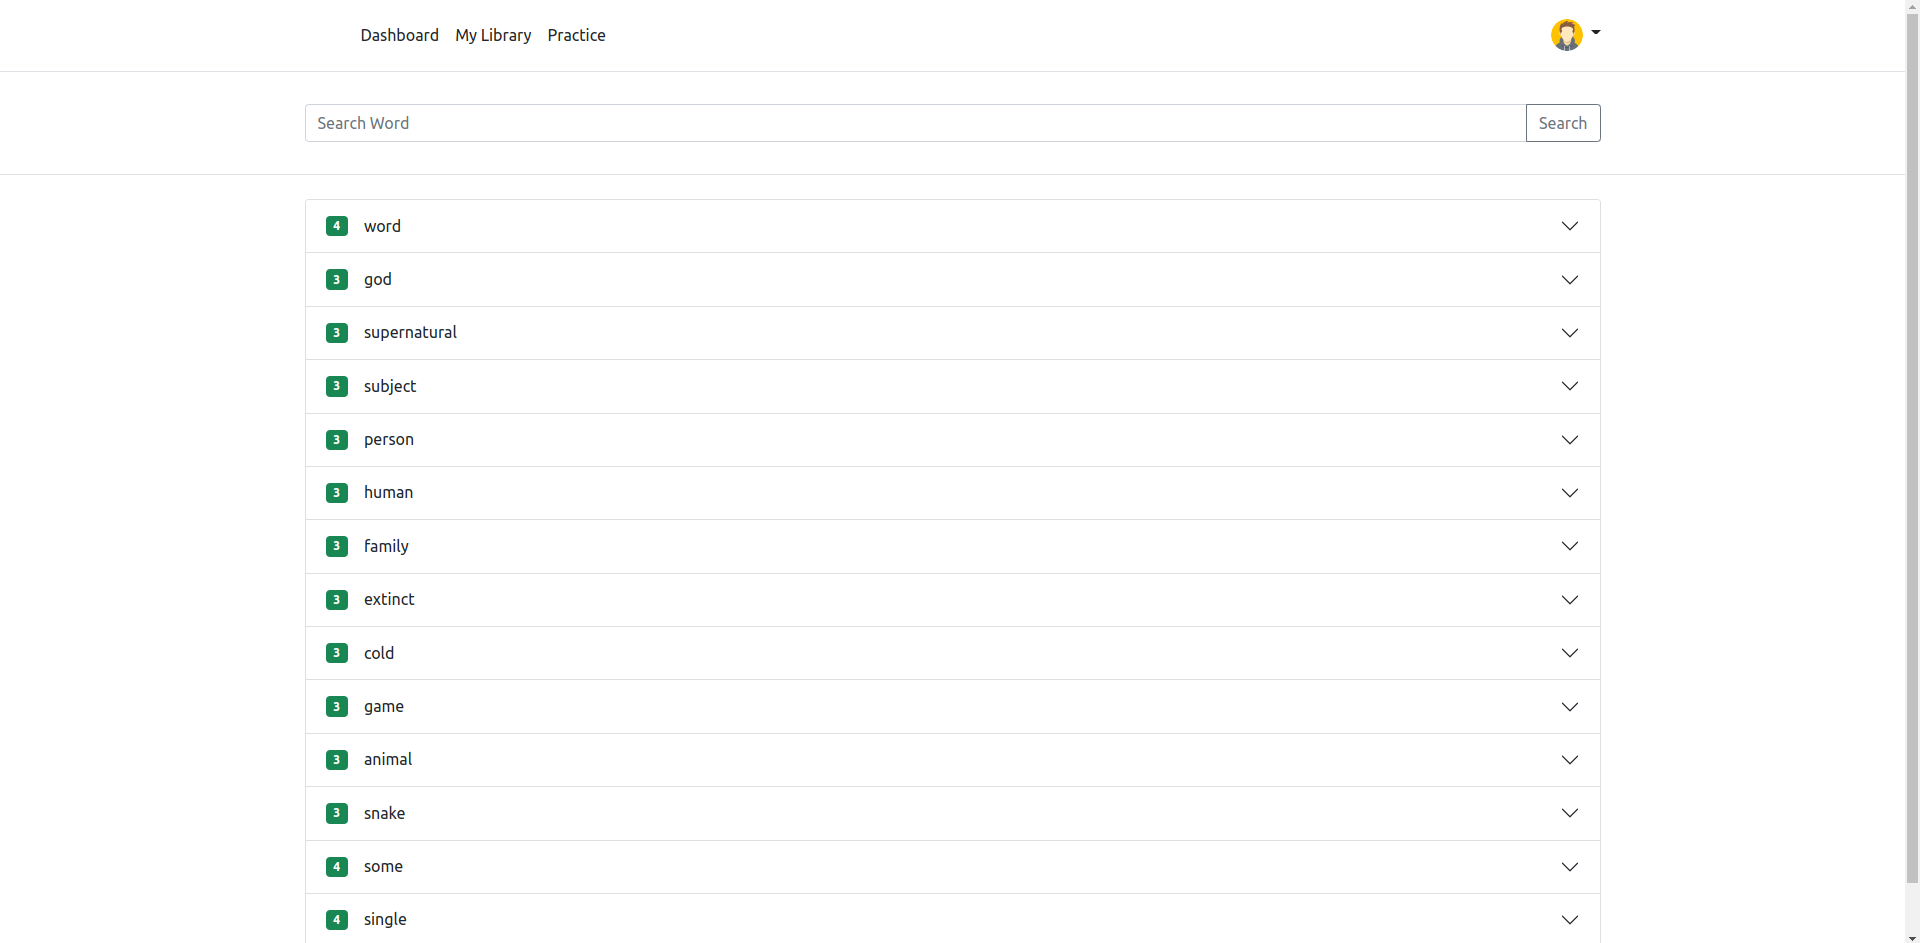 Dashboard My Library Practice
Search Word Search
4 word
3 god
3 supernatural
3 subject
3 person
3 human
3 family
3 extinct
3 cold
3 game
3 animal
3 snake
4 some
4 single